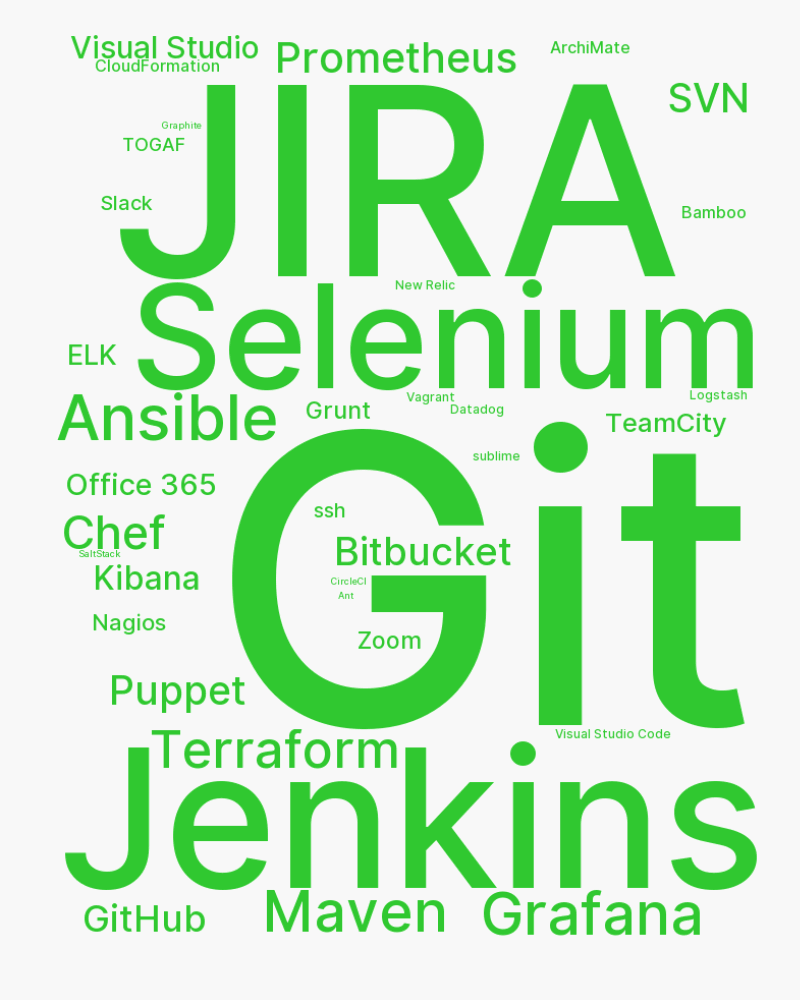 Visual Studio
Prometheus
ArchiMate
CloudFormation
SVN
JIRA
Graphite
TOGAF
Slack
Bamboo
New Relic
Selenium
ELK
Ansible
Grunt
Vagrant
Datadog
Logstash
TeamCity
sublime
Office 365
Git
ssh
Chef
SaltStack
Bitbucket
Kibana
CircleCI
Ant
Nagios
Zoom
Puppet
Visual Studio Code
Terraform
Jenkins
GitHub
Maven
Grafana